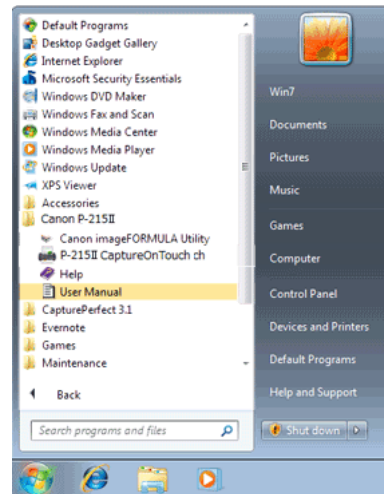 Default Programs
Desktop Gadget Gallery
Internet Explorer
Microsoft Security Essentials
Windows DVD Maker
Windows Fax and Scan
Windows Media Center
Windows Media Player
Windows Update
XPS Viewer
Accessories
Canon P-215II
Canon imageFORMULA Utility
P-215II CaptureOnTouch ch
Help
User Manual
CapturePerfect 3.1
Evernote
Games
Maintenance
Back
Search programs and files
Win7
Documents
Pictures
Music
Games
Computer
Control Panel
Devices and Printers
Default Programs
Help and Support
Shut down